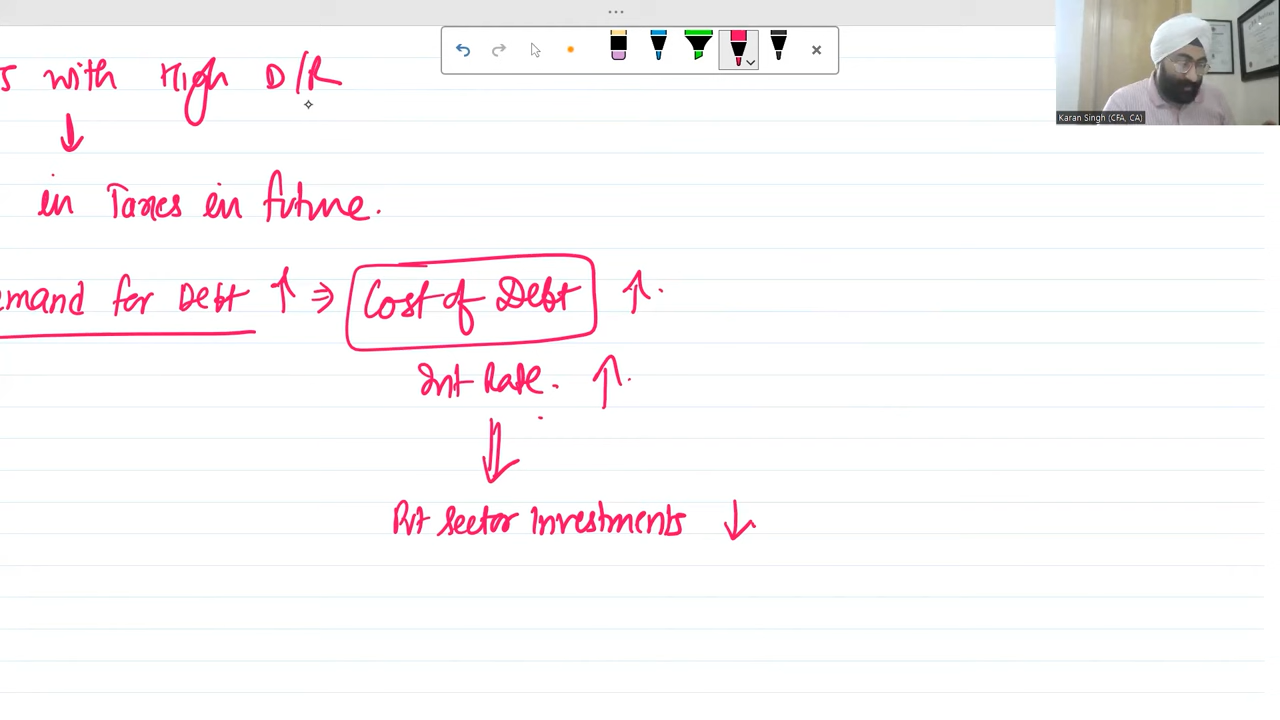 with High D/R
↓
in Taxes in future.
emand for Debt ↑ ⇒ Cost of Debt ↑.
Int Rate. ↑.
⇓
Pvt Sector Investments ↓
Karan Singh (CFA, CA)